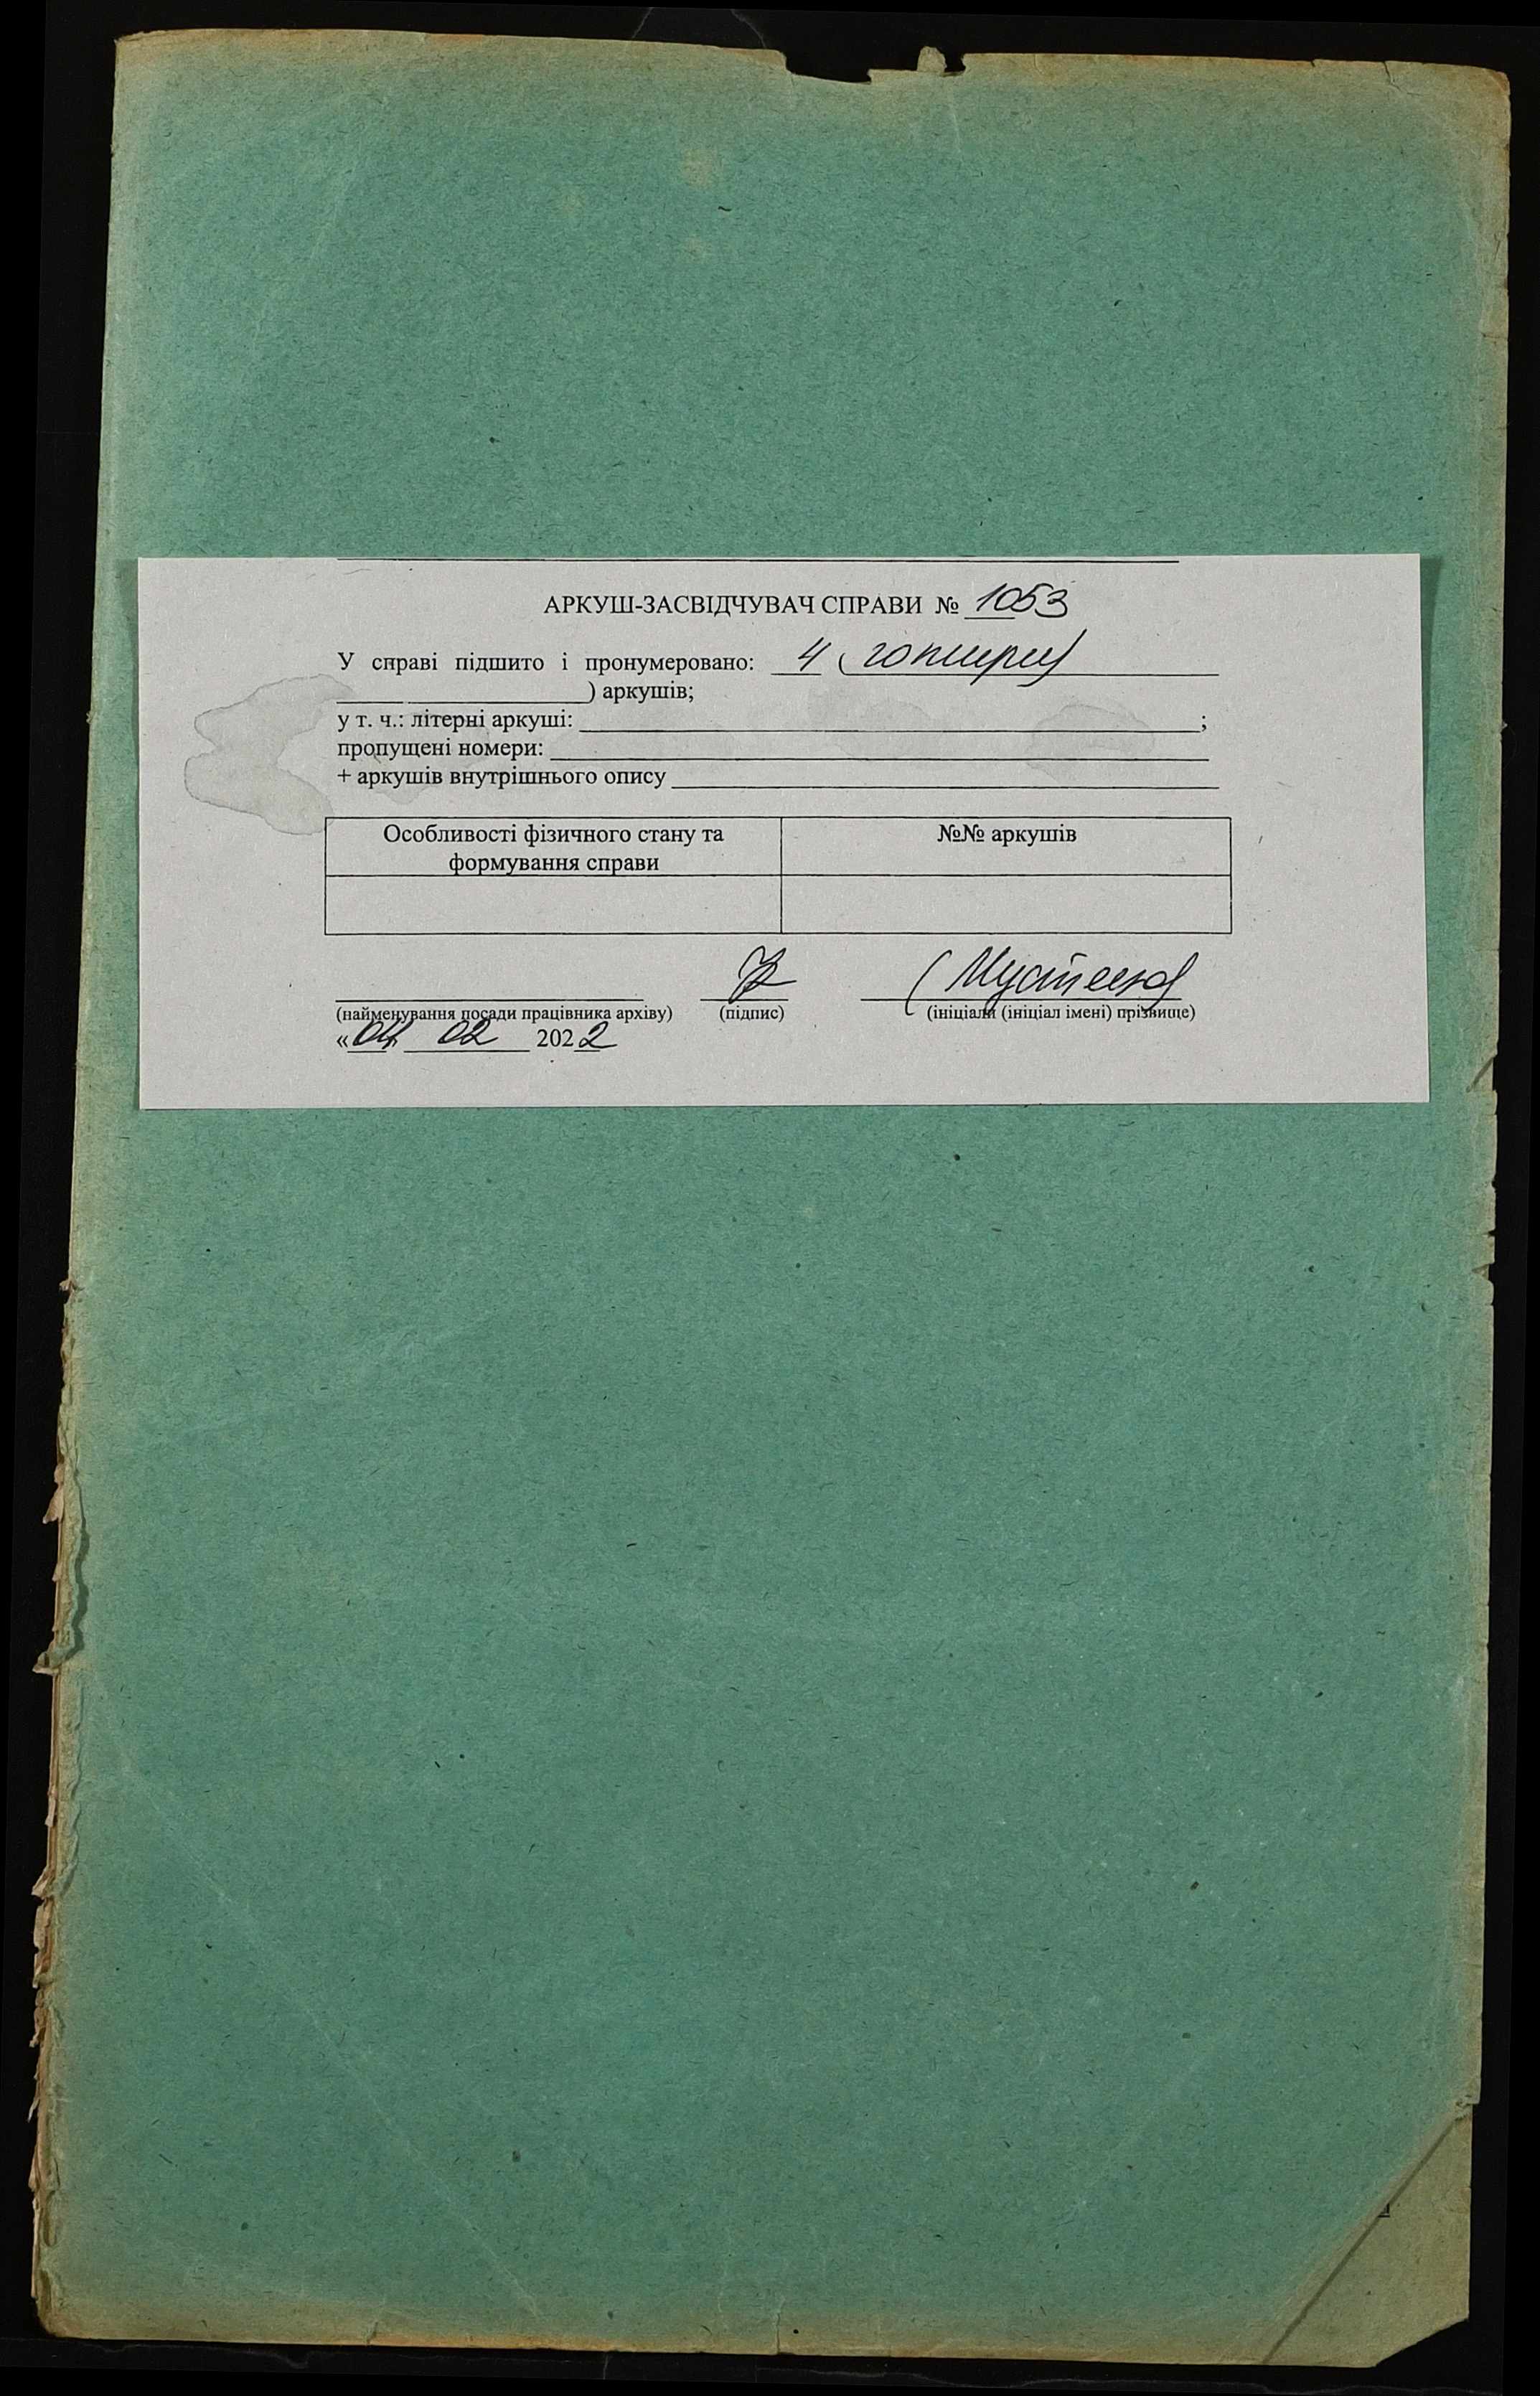 АРКУШ-ЗАСВІДЧУВАЧ СПРАВИ № 1053
У справі підшито і пронумеровано: 4 (чотири)
) аркушів;
у т. ч.: літерні аркуші: ;
пропущені номери:
+ аркушів внутрішнього опису
Особливості фізичного стану та формування справи
№№ аркушів
(найменування посади працівника архіву) (підпис) (ініціали (ініціал імені) прізвище)
«04» 02 2022